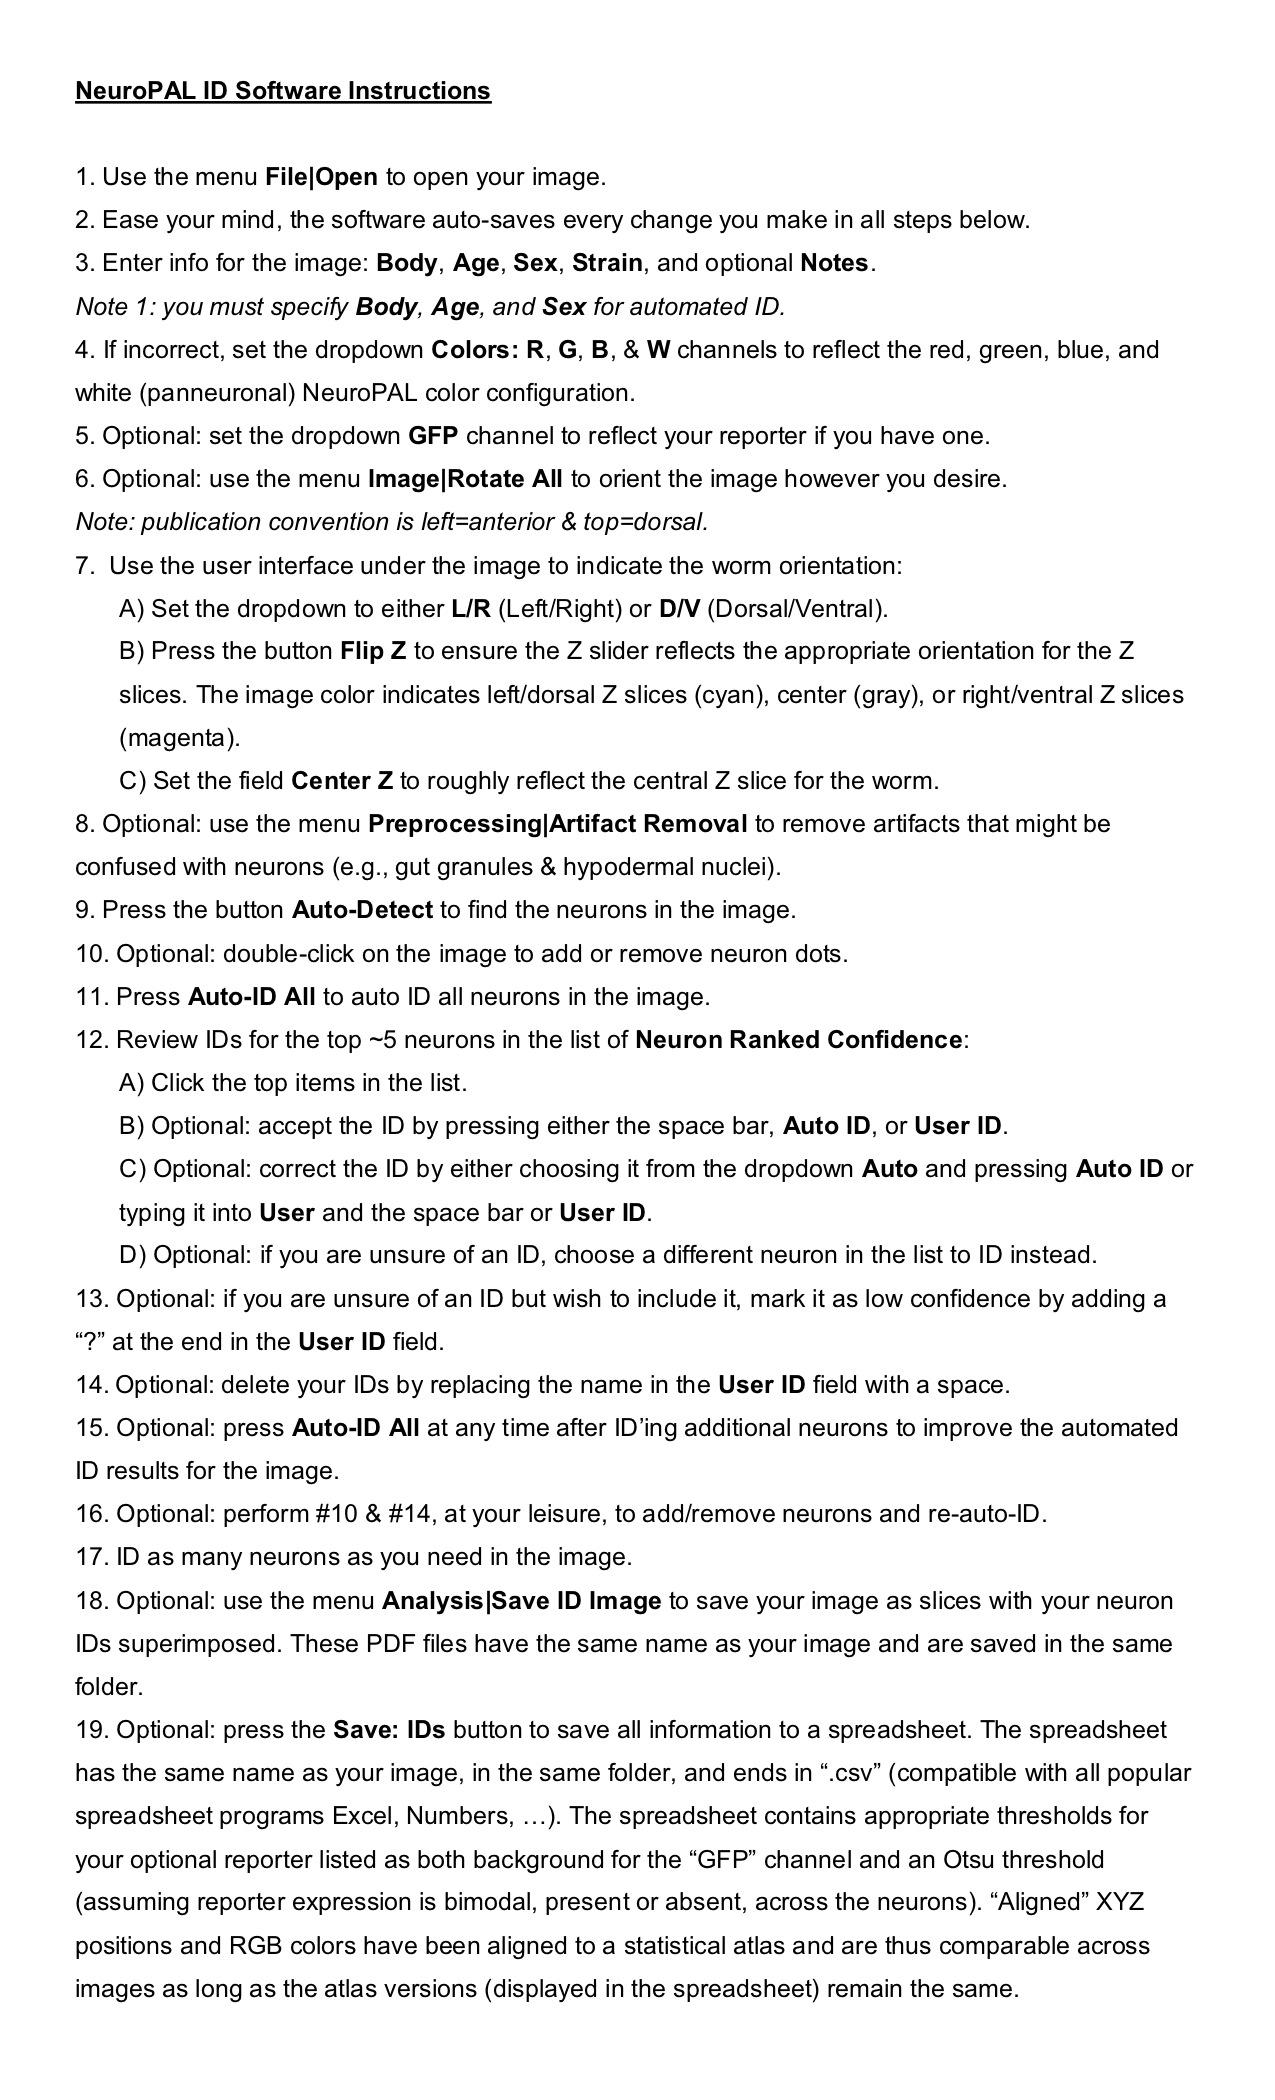 NeuroPAL ID Software Instructions
1. Use the menu File|Open to open your image.
2. Ease your mind, the software auto-saves every change you make in all steps below.
3. Enter info for the image: Body, Age, Sex, Strain, and optional Notes.
Note 1: you must specify Body, Age, and Sex for automated ID.
4. If incorrect, set the dropdown Colors: R, G, B, & W channels to reflect the red, green, blue, and
white (panneuronal) NeuroPAL color configuration.
5. Optional: set the dropdown GFP channel to reflect your reporter if you have one.
6. Optional: use the menu Image|Rotate All to orient the image however you desire.
Note: publication convention is left=anterior & top=dorsal.
7.  Use the user interface under the image to indicate the worm orientation:
A) Set the dropdown to either L/R (Left/Right) or D/V (Dorsal/Ventral).
B) Press the button Flip Z to ensure the Z slider reflects the appropriate orientation for the Z
slices. The image color indicates left/dorsal Z slices (cyan), center (gray), or right/ventral Z slices
(magenta).
C) Set the field Center Z to roughly reflect the central Z slice for the worm.
8. Optional: use the menu Preprocessing|Artifact Removal to remove artifacts that might be
confused with neurons (e.g., gut granules & hypodermal nuclei).
9. Press the button Auto-Detect to find the neurons in the image.
10. Optional: double-click on the image to add or remove neuron dots.
11. Press Auto-ID All to auto ID all neurons in the image.
12. Review IDs for the top ~5 neurons in the list of Neuron Ranked Confidence:
A) Click the top items in the list.
B) Optional: accept the ID by pressing either the space bar, Auto ID, or User ID.
C) Optional: correct the ID by either choosing it from the dropdown Auto and pressing Auto ID or
typing it into User and the space bar or User ID.
D) Optional: if you are unsure of an ID, choose a different neuron in the list to ID instead.
13. Optional: if you are unsure of an ID but wish to include it, mark it as low confidence by adding a
“?” at the end in the User ID field.
14. Optional: delete your IDs by replacing the name in the User ID field with a space.
15. Optional: press Auto-ID All at any time after ID’ing additional neurons to improve the automated
ID results for the image.
16. Optional: perform #10 & #14, at your leisure, to add/remove neurons and re-auto-ID.
17. ID as many neurons as you need in the image.
18. Optional: use the menu Analysis|Save ID Image to save your image as slices with your neuron
IDs superimposed. These PDF files have the same name as your image and are saved in the same
folder.
19. Optional: press the Save: IDs button to save all information to a spreadsheet. The spreadsheet
has the same name as your image, in the same folder, and ends in “.csv” (compatible with all popular
spreadsheet programs Excel, Numbers, …). The spreadsheet contains appropriate thresholds for
your optional reporter listed as both background for the “GFP” channel and an Otsu threshold
(assuming reporter expression is bimodal, present or absent, across the neurons). “Aligned” XYZ
positions and RGB colors have been aligned to a statistical atlas and are thus comparable across
images as long as the atlas versions (displayed in the spreadsheet) remain the same.